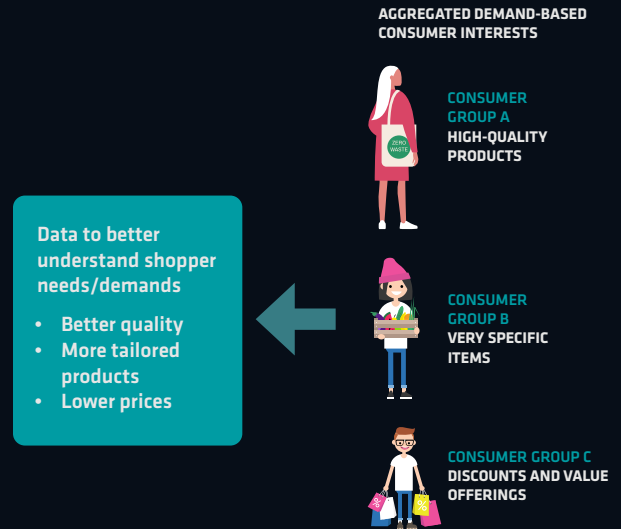 AGGREGATED DEMAND-BASED
CONSUMER INTERESTS
CONSUMER
GROUP A
HIGH-QUALITY
PRODUCTS
ZERO
WASTE
Data to better
understand shopper
needs/demands
• Better quality
• More tailored
products
• Lower prices
CONSUMER
GROUP B
VERY SPECIFIC
ITEMS
CONSUMER GROUP C
DISCOUNTS AND VALUE
OFFERINGS
%
%